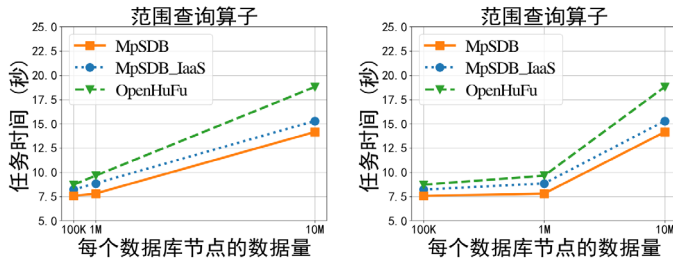 范围查询算子
25.0
22.5
20.0
17.5
15.0
12.5
10.0
7.5
5.0
任务时间（秒）
MpSDB
MpSDB_IaaS
OpenHuFu
100K 1M 10M
每个数据库节点的数据量
范围查询算子
25.0
22.5
20.0
17.5
15.0
12.5
10.0
7.5
5.0
任务时间（秒）
MpSDB
MpSDB_IaaS
OpenHuFu
100K 1M 10M
每个数据库节点的数据量